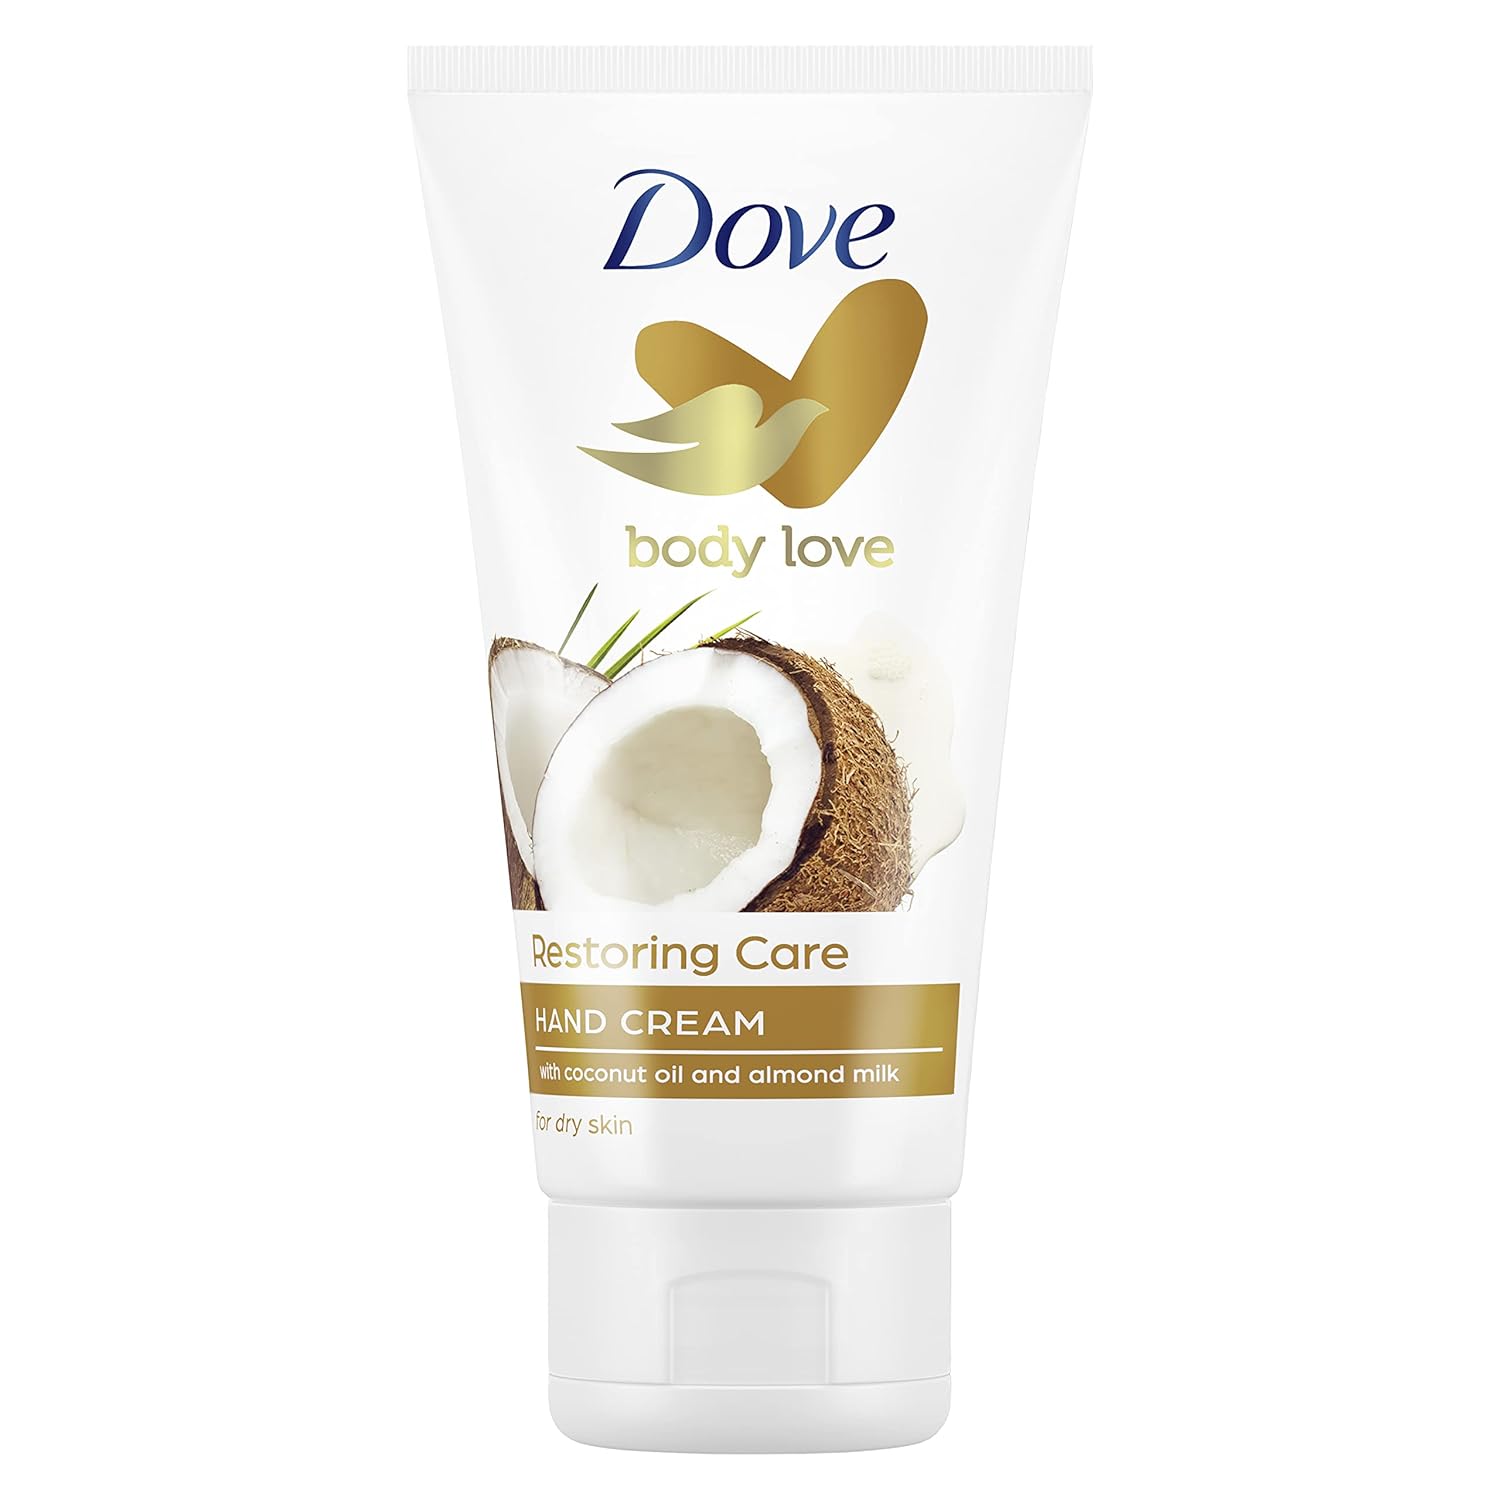 Dove
body love
Restoring Care
HAND CREAM
with coconut oil and almond milk
for dry skin